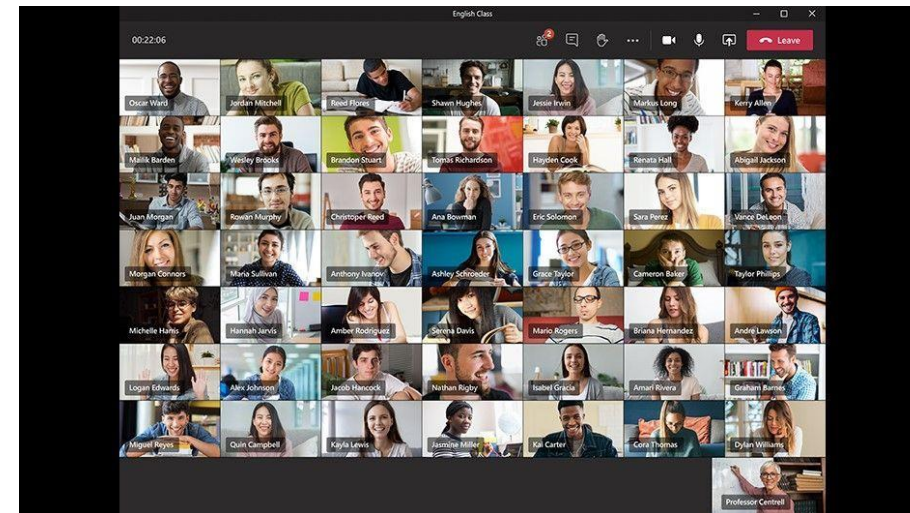 English Class
00:22:06
2
Leave
Oscar Ward
Jordan Mitchell
Reed Flores
Shawn Hughes
Jessie Irwin
Markus Long
Kerry Allen
Malik Barden
Wesley Brooks
Brandon Stuart
Tomas Richardson
Hayden Cook
Renata Hall
Abigail Jackson
Juan Morgan
Rowan Murphy
Christoper Reed
Ana Bowman
Eric Solomon
Sara Perez
Vance DeLeon
Morgan Connors
Maria Sullivan
Anthony Ivanov
Ashley Schroeder
Grace Taylor
Cameron Baker
Taylor Phillips
Michelle Harris
Hannah Jarvis
Amber Rodriguez
Serena Davis
Mario Rogers
Briana Hernandez
Andre Lawson
Logan Edwards
Alex Johnson
Jacob Hancock
Nathan Rigby
Isabel Gracia
Amari Rivera
Graham Barnes
Miguel Reyes
Quin Campbell
Kayla Lewis
Jasmine Miller
Kai Carter
Cora Thomas
Dylan Williams
Professor Centrell